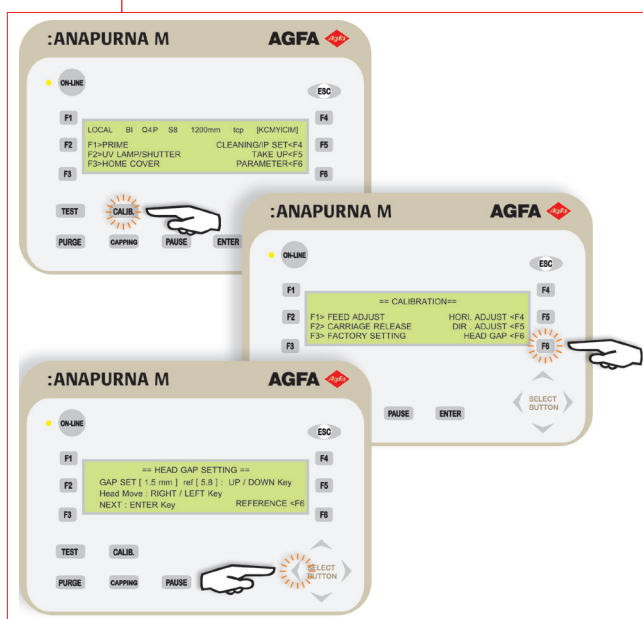 :ANAPURNA M AGFA Agfa
ON-LINE
ESC
F1 F4
LOCAL BI Q4P S8 1200mm tcp [KCMYlClM]
F1>PRIME CLEANING/IP SET<F4
F2 F2>UV LAMP/SHUTTER TAKE UP<F5 F5
F3>HOME COVER PARAMETER<F6
F3 F6
TEST CALIB.
PURGE CAPPING PAUSE ENTER
:ANAPURNA M AGFA Agfa
ON-LINE
ESC
F1 F4
== CALIBRATION==
F2 F1> FEED ADJUST HORI. ADJUST <F4 F5
F2> CARRIAGE RELEASE DIR . ADJUST <F5
F3> FACTORY SETTING HEAD GAP <F6
F3 F6
SELECT
BUTTON
PAUSE ENTER
:ANAPURNA M AGFA Agfa
ON-LINE
ESC
F1 F4
== HEAD GAP SETTING ==
F2 GAP SET [ 1.5 mm ] ref [ 5.8 ] : UP / DOWN Key F5
Head Move : RIGHT / LEFT Key
NEXT : ENTER Key REFERENCE <F6
F3 F6
TEST CALIB.
SELECT
BUTTON
PURGE CAPPING PAUSE